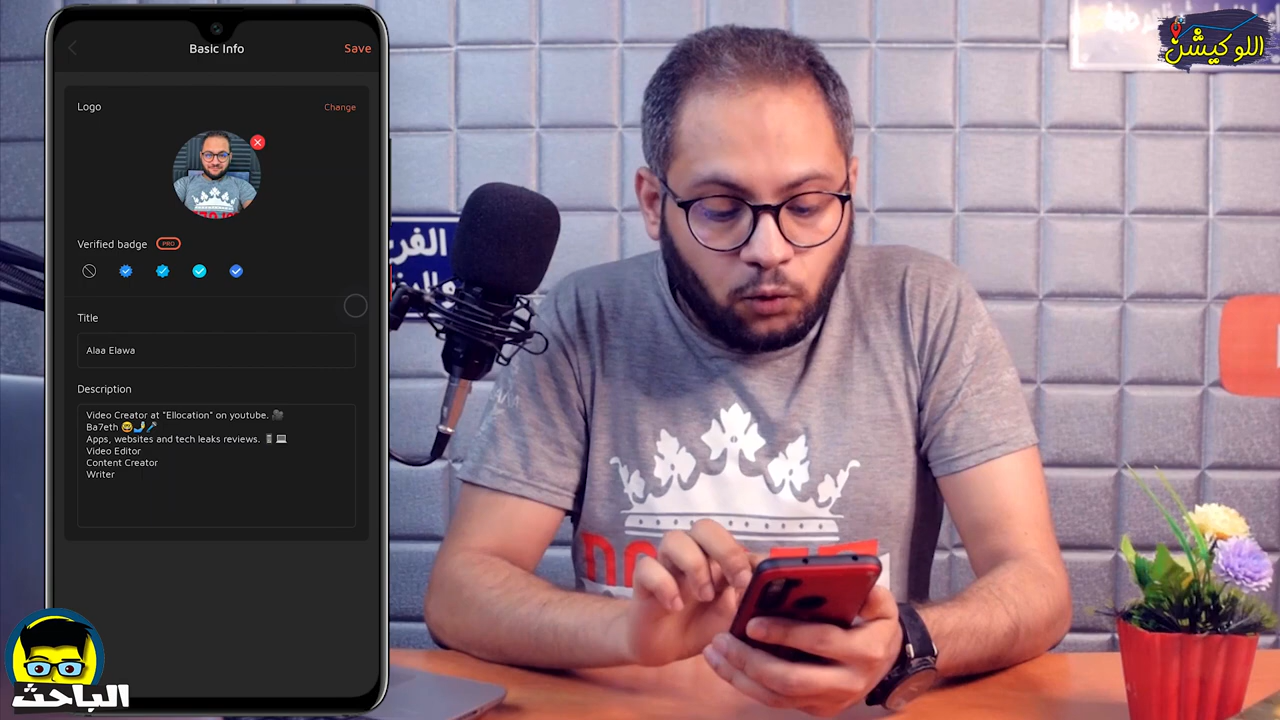 Basic Info
Save
Logo
Change
Verified badge PRO
Title
Alaa Elawa
Description
Video Creator at "Ellocation" on youtube.
Ba7eth
Apps, websites and tech leaks reviews.
Video Editor
Content Creator
Writer
اللوكيشن
الباحث